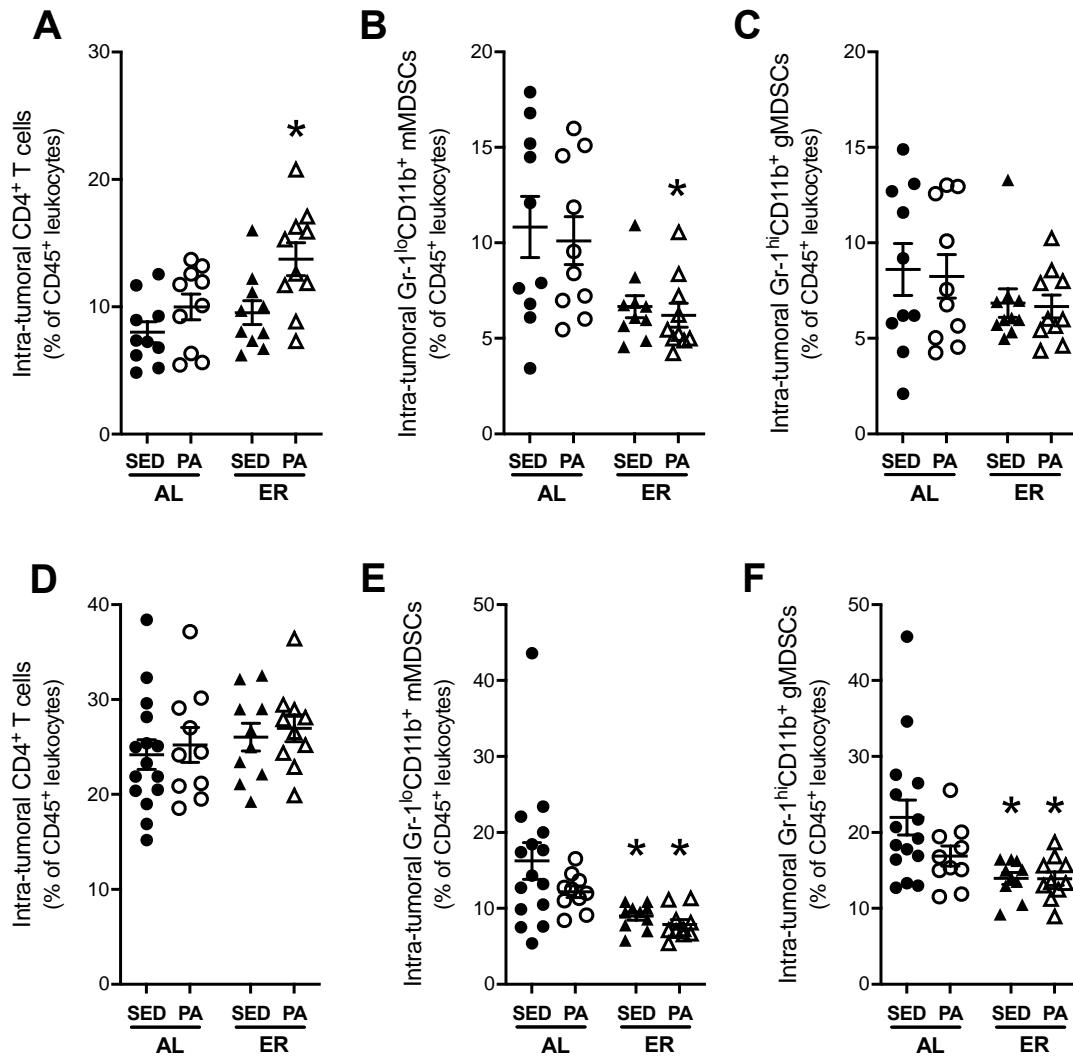 A
Intra-tumoral CD4+ T cells
(% of CD45+ leukocytes)
30
20
10
0
*
SED PA SED PA
AL ER
B
Intra-tumoral Gr-1loCD11b+ mMDSCs
(% of CD45+ leukocytes)
20
15
10
5
0
*
SED PA SED PA
AL ER
C
Intra-tumoral Gr-1hiCD11b+ gMDSCs
(% of CD45+ leukocytes)
20
15
10
5
0
SED PA SED PA
AL ER
D
Intra-tumoral CD4+ T cells
(% of CD45+ leukocytes)
40
30
20
10
0
SED PA SED PA
AL ER
E
Intra-tumoral Gr-1loCD11b+ mMDSCs
(% of CD45+ leukocytes)
50
40
30
20
10
0
* *
SED PA SED PA
AL ER
F
Intra-tumoral Gr-1hiCD11b+ gMDSCs
(% of CD45+ leukocytes)
50
40
30
20
10
0
* *
SED PA SED PA
AL ER